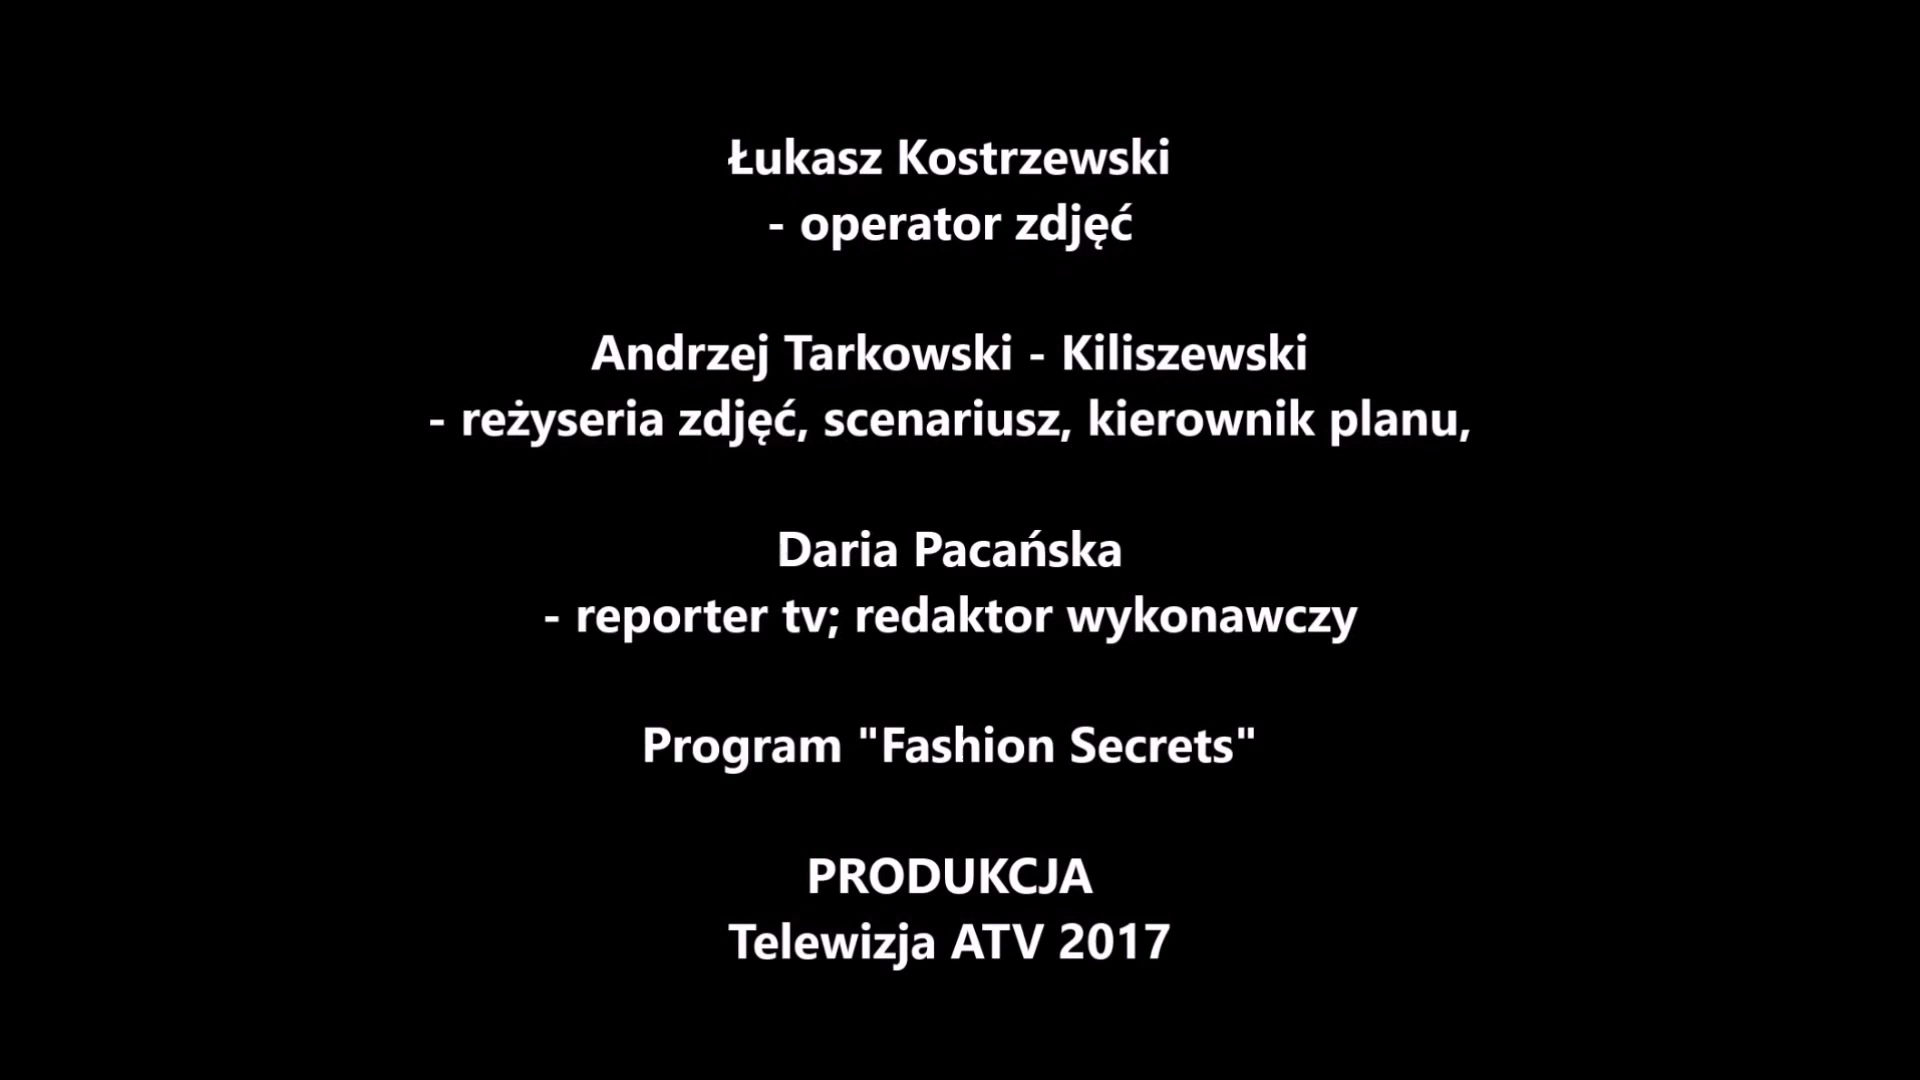 Łukasz Kostrzewski
- operator zdjęć
Andrzej Tarkowski - Kiliszewski
- reżyseria zdjęć, scenariusz, kierownik planu,
Daria Pacańska
- reporter tv; redaktor wykonawczy
Program "Fashion Secrets"
PRODUKCJA
Telewizja ATV 2017